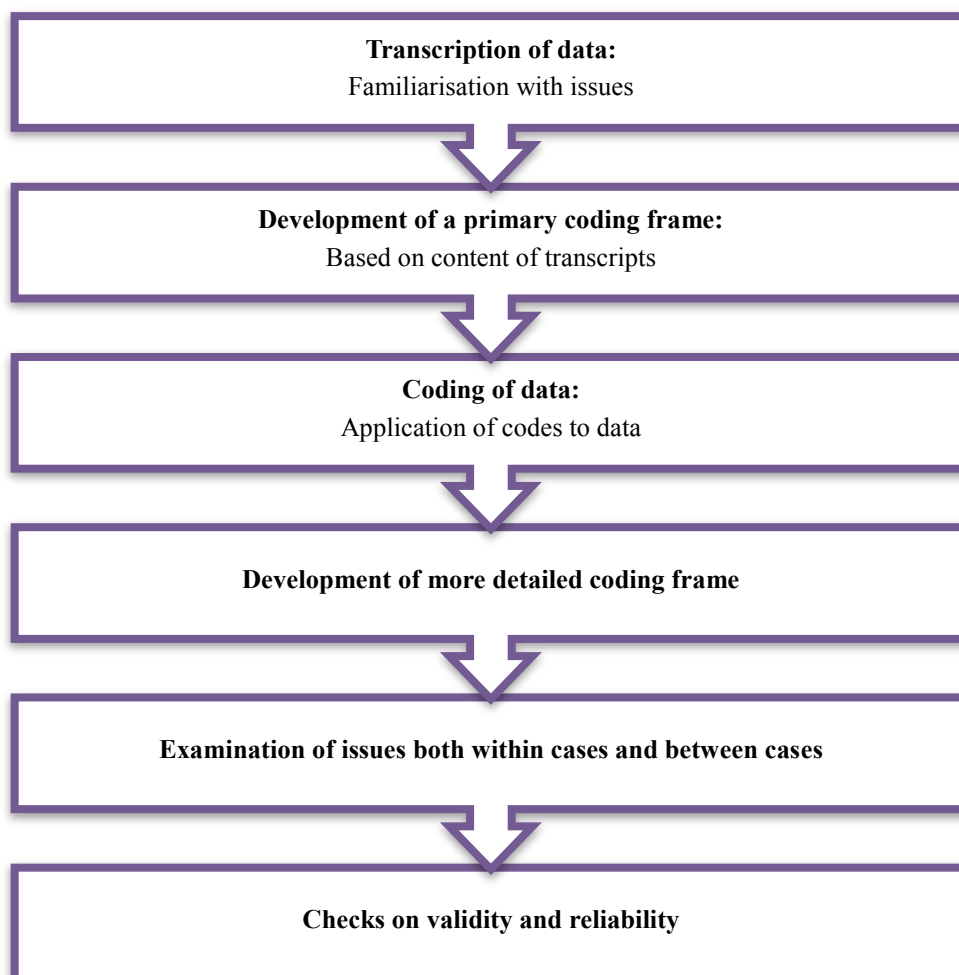 Transcription of data:
Familiarisation with issues
Development of a primary coding frame:
Based on content of transcripts
Coding of data:
Application of codes to data
Development of more detailed coding frame
Examination of issues both within cases and between cases
Checks on validity and reliability